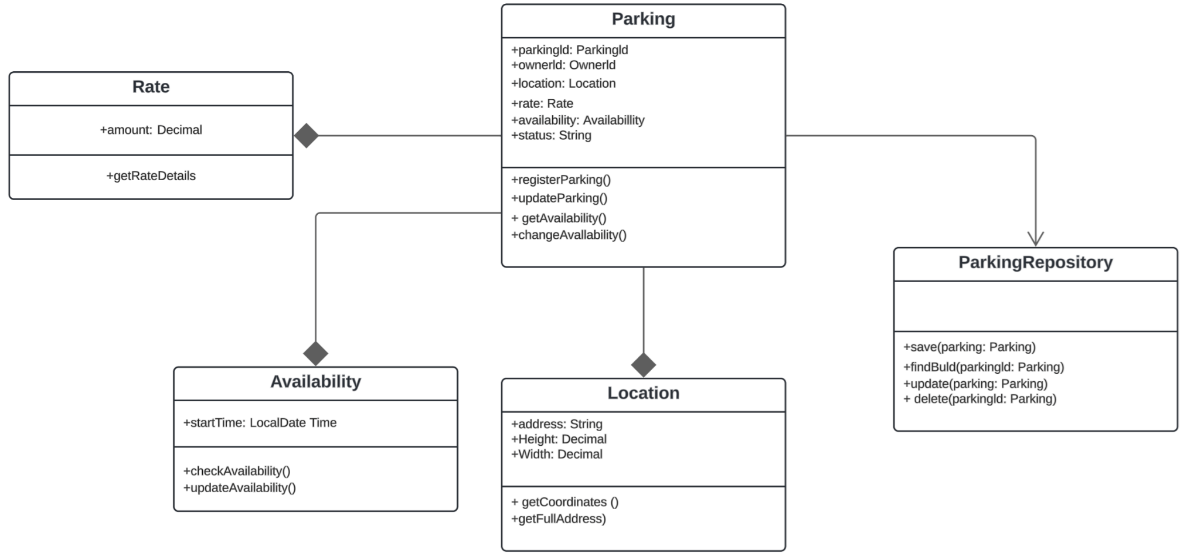 Parking
+parkingId: ParkingId
+ownerId: OwnerId
+location: Location
+rate: Rate
+availability: Availabillity
+status: String
+registerParking()
+updateParking()
+ getAvailability()
+changeAvallability()
Rate
+amount: Decimal
+getRateDetails
ParkingRepository
+save(parking: Parking)
+findBuld(parkingId: Parking)
+update(parking: Parking)
+ delete(parkingId: Parking)
Availability
+startTime: LocalDate Time
+checkAvailability()
+updateAvailability()
Location
+address: String
+Height: Decimal
+Width: Decimal
+ getCoordinates ()
+getFullAddress)